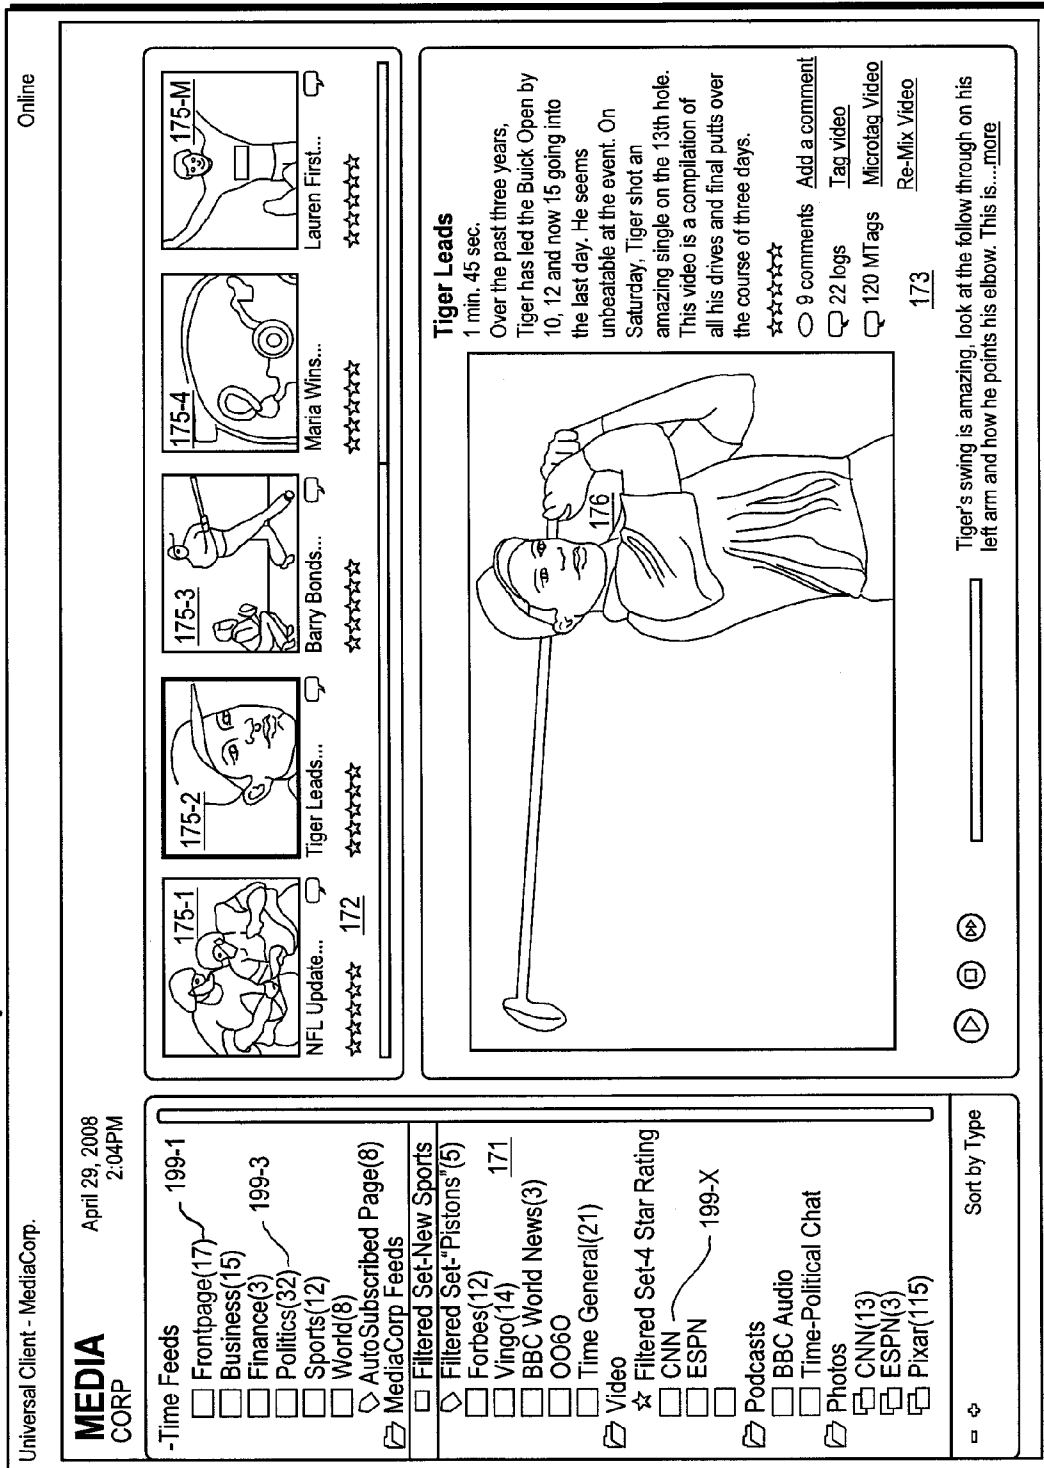 Universal Client - MediaCorp.
Online
MEDIA
CORP
April 29, 2008
2:04PM
-Time Feeds
199-1
Frontpage(17)
Business(15)
Finance(3)
199-3
Politics(32)
Sports(12)
World(8)
AutoSubscribed Page(8)
MediaCorp Feeds
Filtered Set-New Sports
Filtered Set-"Pistons"(5)
Forbes(12)
Vingo(14)
171
BBC World News(3)
OO6O
Time General(21)
Video
Filtered Set-4 Star Rating
CNN
199-X
ESPN
Podcasts
BBC Audio
Time-Political Chat
Photos
CNN(13)
ESPN(3)
Pixar(115)
Sort by Type
175-1
175-2
175-3
175-4
175-M
NFL Update...
Tiger Leads...
Barry Bonds...
Maria Wins...
Lauren First...
172
Tiger Leads
1 min. 45 sec.
Over the past three years,
Tiger has led the Buick Open by
10, 12 and now 15 going into
the last day. He seems
unbeatable at the event. On
Saturday, Tiger shot an
amazing single on the 13th hole.
This video is a compilation of
all his drives and final putts over
the course of three days.
9 comments Add a comment
22 logs Tag video
120 MTags Microtag Video
Re-Mix Video
173
176
Tiger's swing is amazing, look at the follow through on his
left arm and how he points his elbow. This is....more